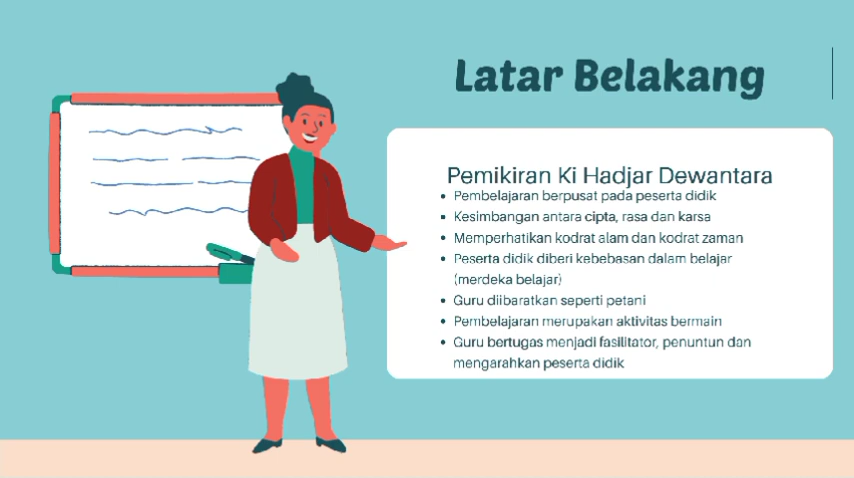 Latar Belakang
Pemikiran Ki Hadjar Dewantara
• Pembelajaran berpusat pada peserta didik
• Kesimbangan antara cipta, rasa dan karsa
• Memperhatikan kodrat alam dan kodrat zaman
• Peserta didik diberi kebebasan dalam belajar
(merdeka belajar)
• Guru diibaratkan seperti petani
• Pembelajaran merupakan aktivitas bermain
• Guru bertugas menjadi fasilitator, penuntun dan
mengarahkan peserta didik